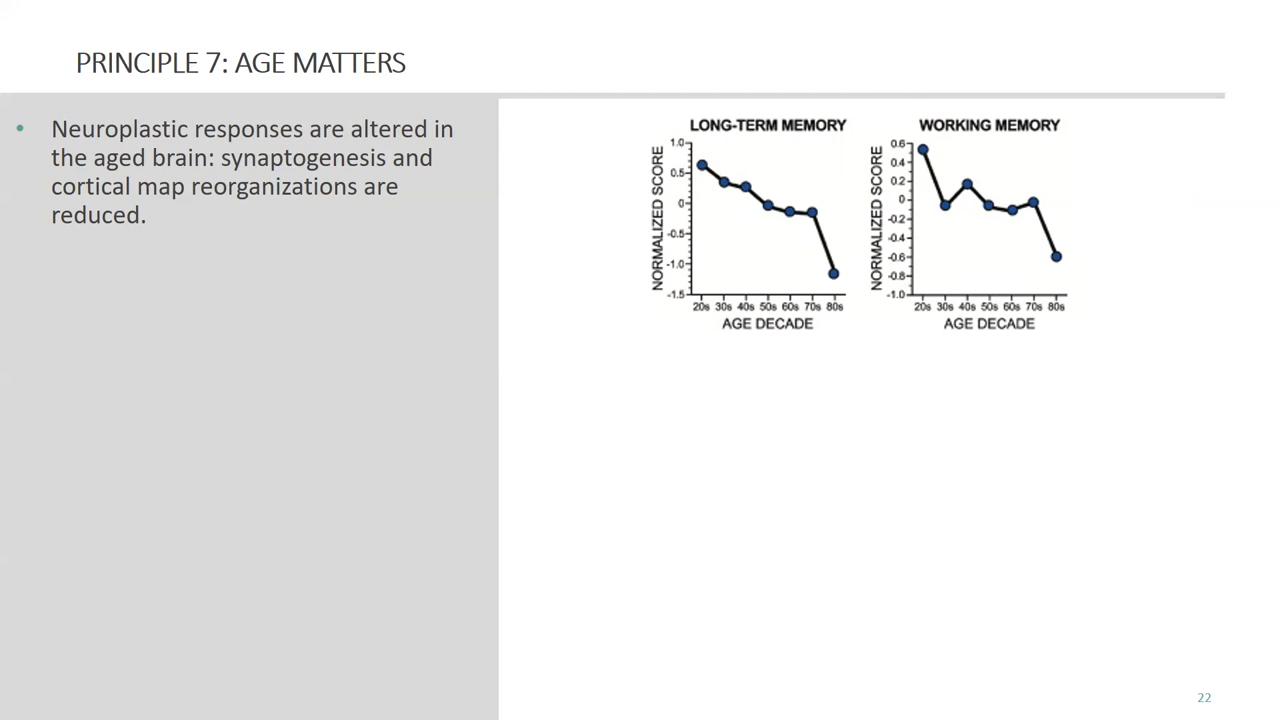 PRINCIPLE 7: AGE MATTERS
• Neuroplastic responses are altered in
the aged brain: synaptogenesis and
cortical map reorganizations are
reduced.
LONG-TERM MEMORY
NORMALIZED SCORE
1.0
0.5
0
-0.5
-1.0
-1.5
20s 30s 40s 50s 60s 70s 80s
AGE DECADE
WORKING MEMORY
NORMALIZED SCORE
0.6
0.4
0.2
0
-0.2
-0.4
-0.6
-0.8
-1.0
20s 30s 40s 50s 60s 70s 80s
AGE DECADE
22